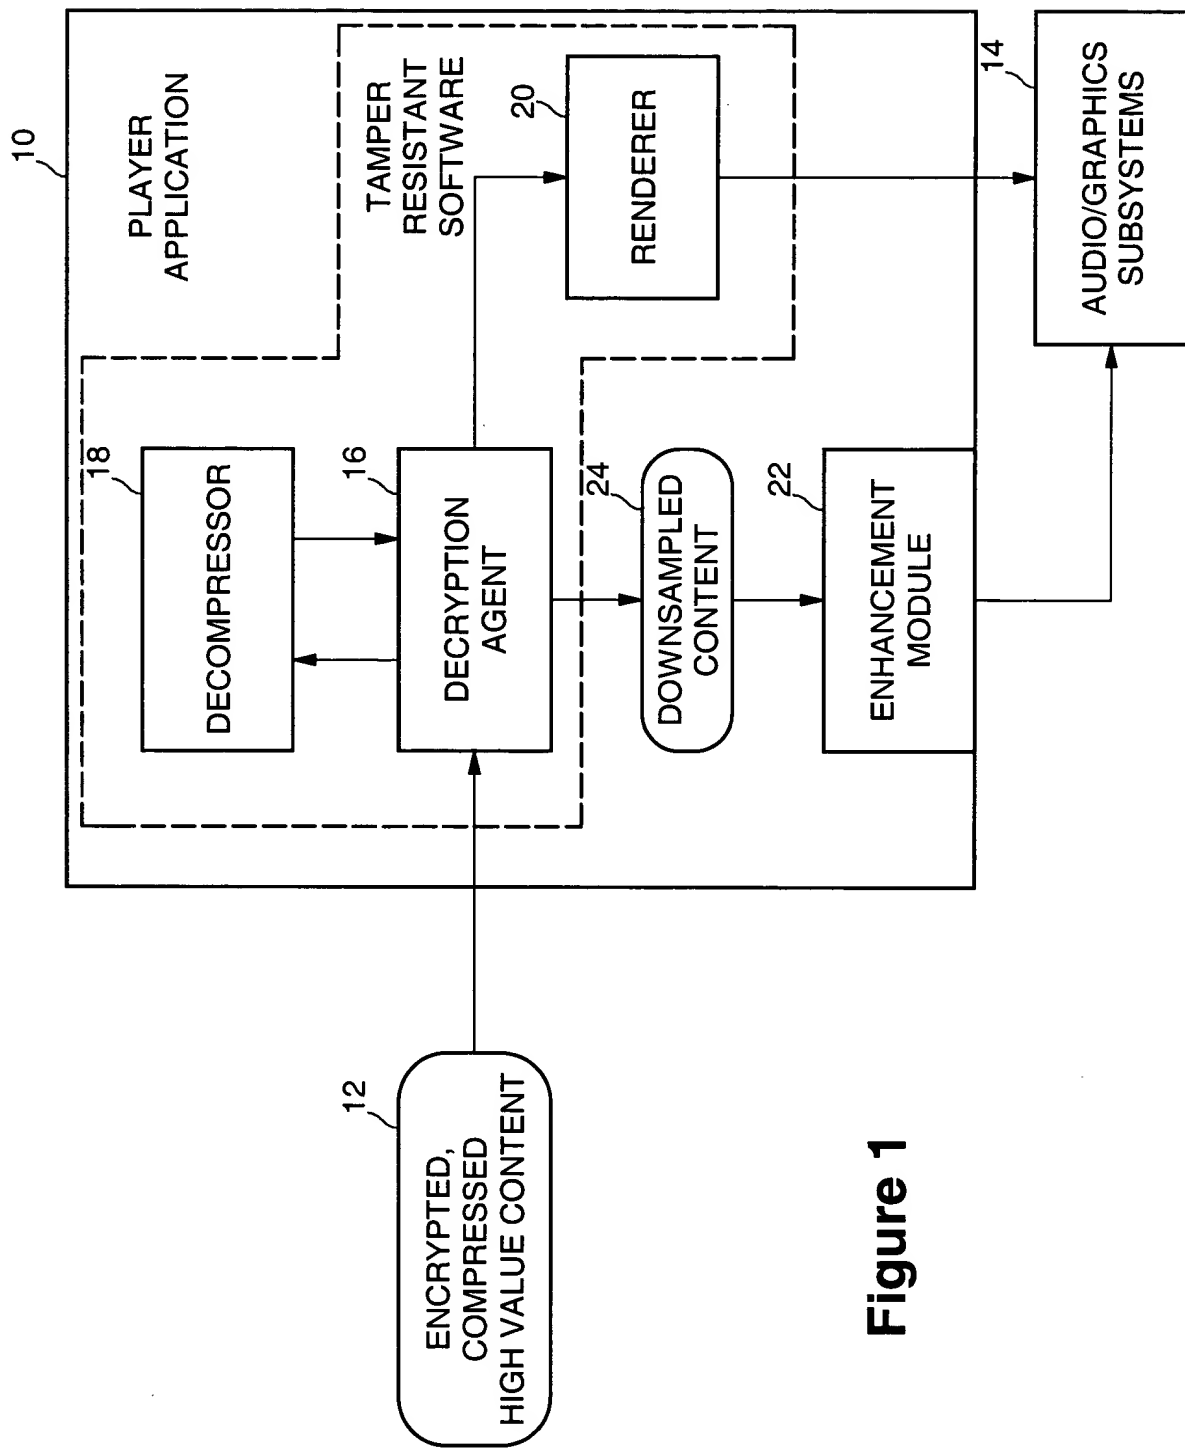 10
PLAYER
APPLICATION
TAMPER
RESISTANT
SOFTWARE
18
DECOMPRESSOR
16
DECRYPTION
AGENT
20
RENDERER
12
ENCRYPTED,
COMPRESSED
HIGH VALUE CONTENT
24
DOWNSAMPLED
CONTENT
22
ENHANCEMENT
MODULE
14
AUDIO/GRAPHICS
SUBSYSTEMS
Figure 1